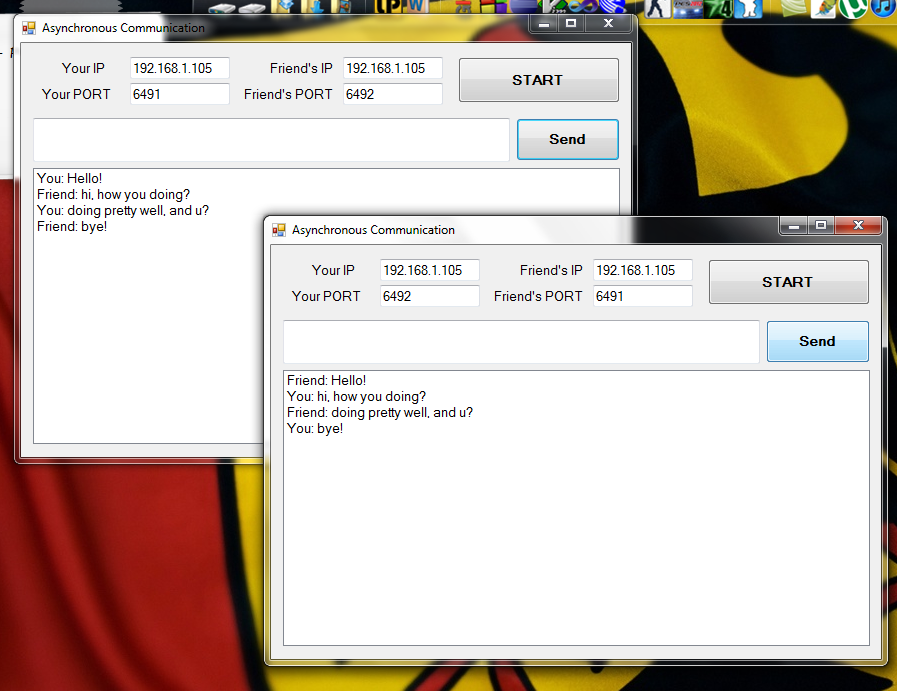 Asynchronous Communication
Your IP 192.168.1.105 Friend's IP 192.168.1.105
START
Your PORT 6491 Friend's PORT 6492
Send
You: Hello!
Friend: hi, how you doing?
You: doing pretty well, and u?
Friend: bye!
Asynchronous Communication
Your IP 192.168.1.105 Friend's IP 192.168.1.105
START
Your PORT 6492 Friend's PORT 6491
Send
Friend: Hello!
You: hi, how you doing?
Friend: doing pretty well, and u?
You: bye!